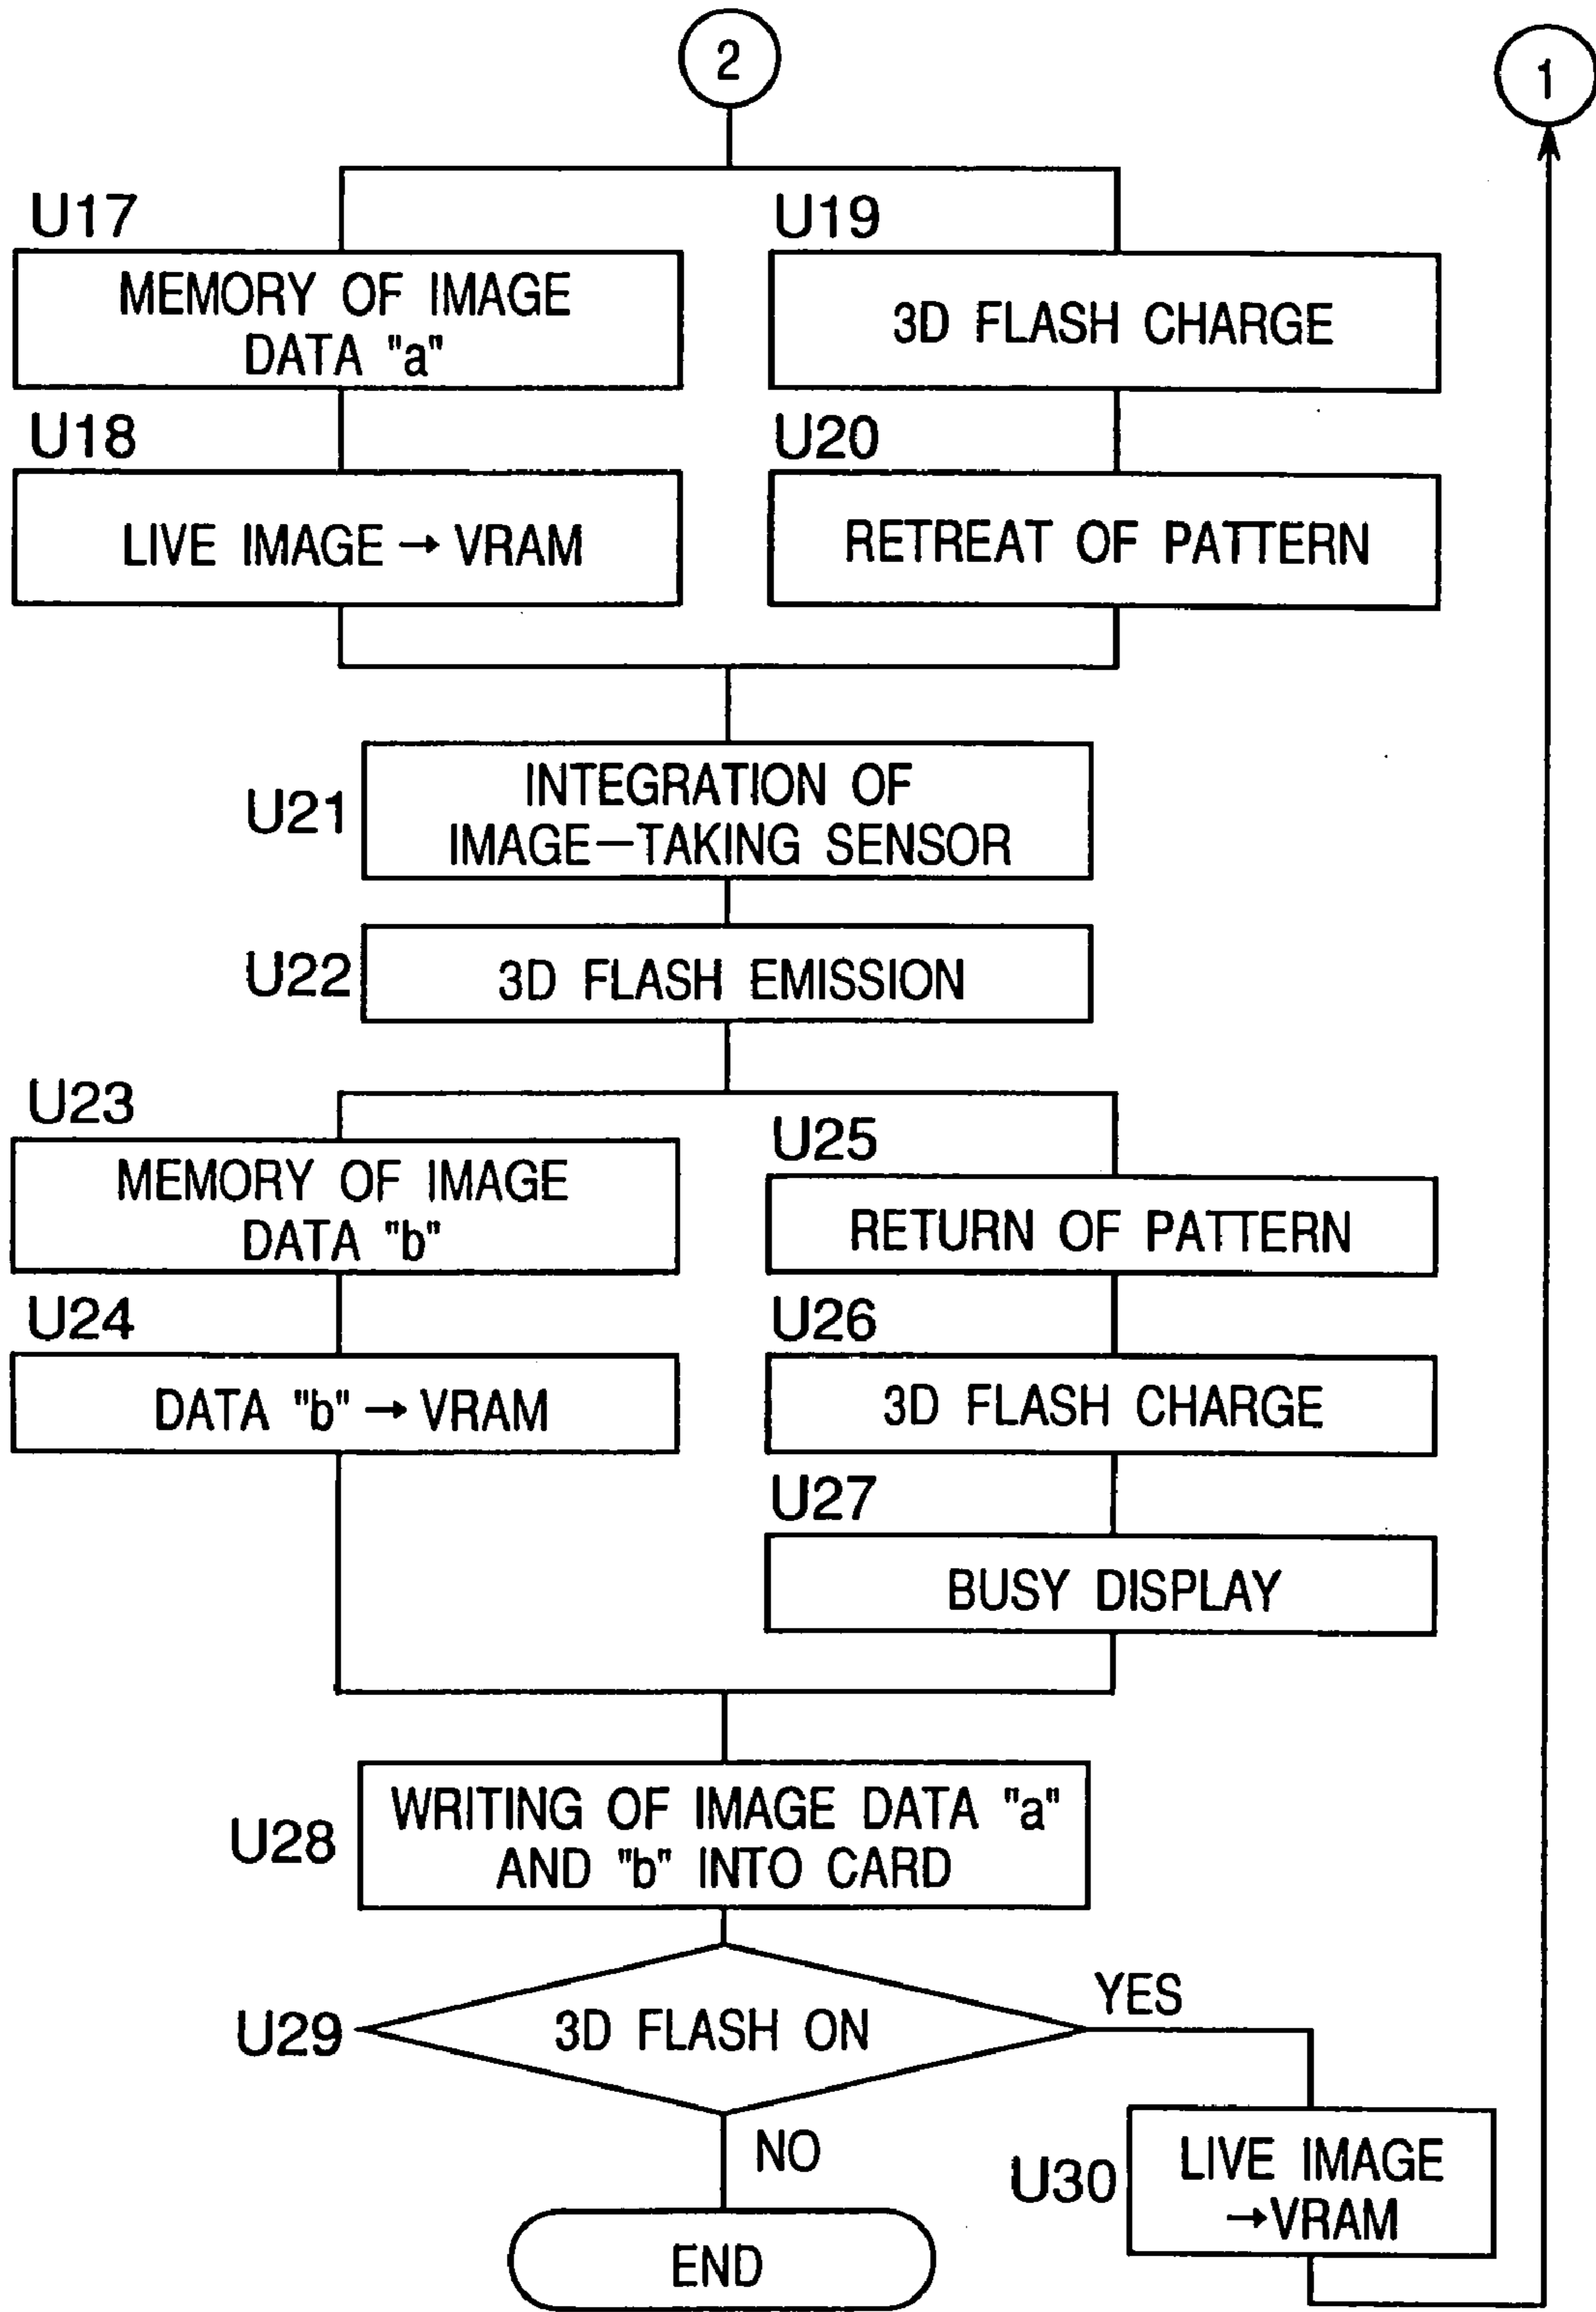 2
1
U17
MEMORY OF IMAGE
DATA "a"
U19
3D FLASH CHARGE
U18
LIVE IMAGE → VRAM
U20
RETREAT OF PATTERN
U21
INTEGRATION OF
IMAGE-TAKING SENSOR
U22
3D FLASH EMISSION
U23
MEMORY OF IMAGE
DATA "b"
U25
RETURN OF PATTERN
U24
DATA "b" → VRAM
U26
3D FLASH CHARGE
U27
BUSY DISPLAY
U28
WRITING OF IMAGE DATA "a"
AND "b" INTO CARD
U29
3D FLASH ON
YES
NO
U30
LIVE IMAGE
→VRAM
END